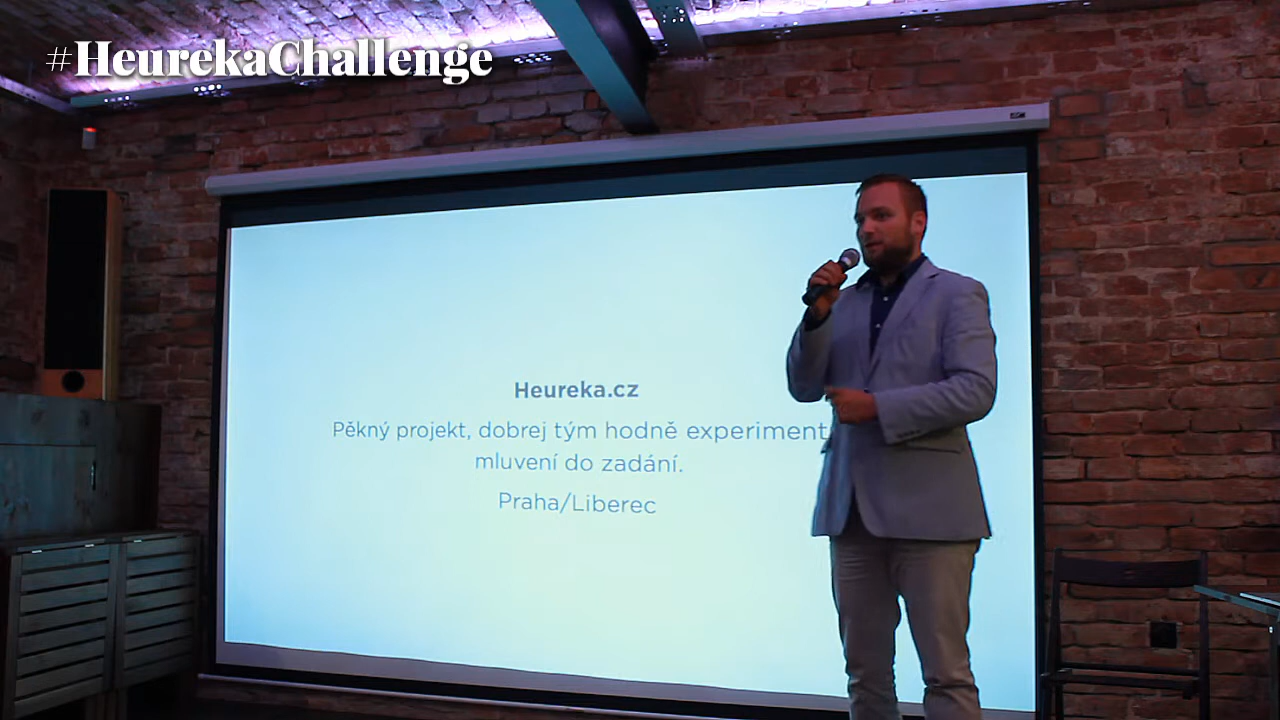 #HeurekaChallenge
Heureka.cz
Pěkný projekt, dobrej tým hodně experiment
mluvení do zadání.
Praha/Liberec